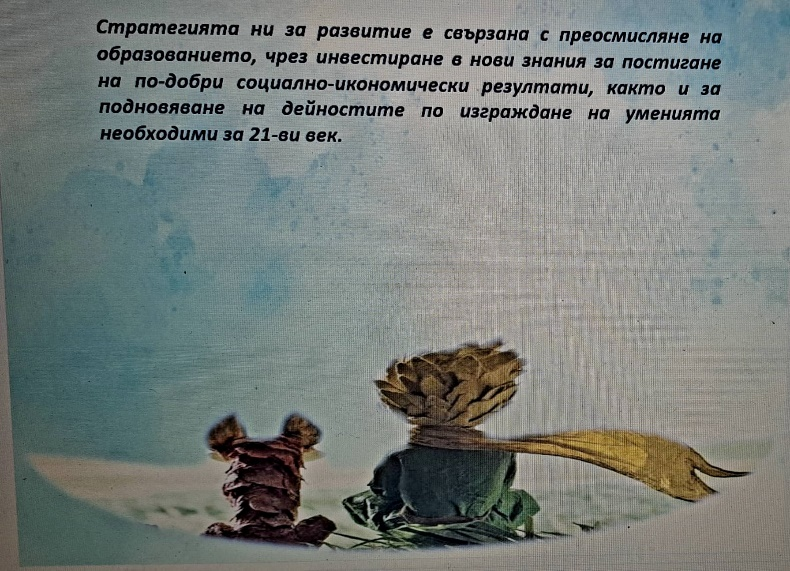 Стратегията ни за развитие е свързана с преосмисляне на
образованието, чрез инвестиране в нови знания за постигане
на по-добри социално-икономически резултати, както и за
подновяване на дейностите по изграждане на уменията
необходими за 21-ви век.